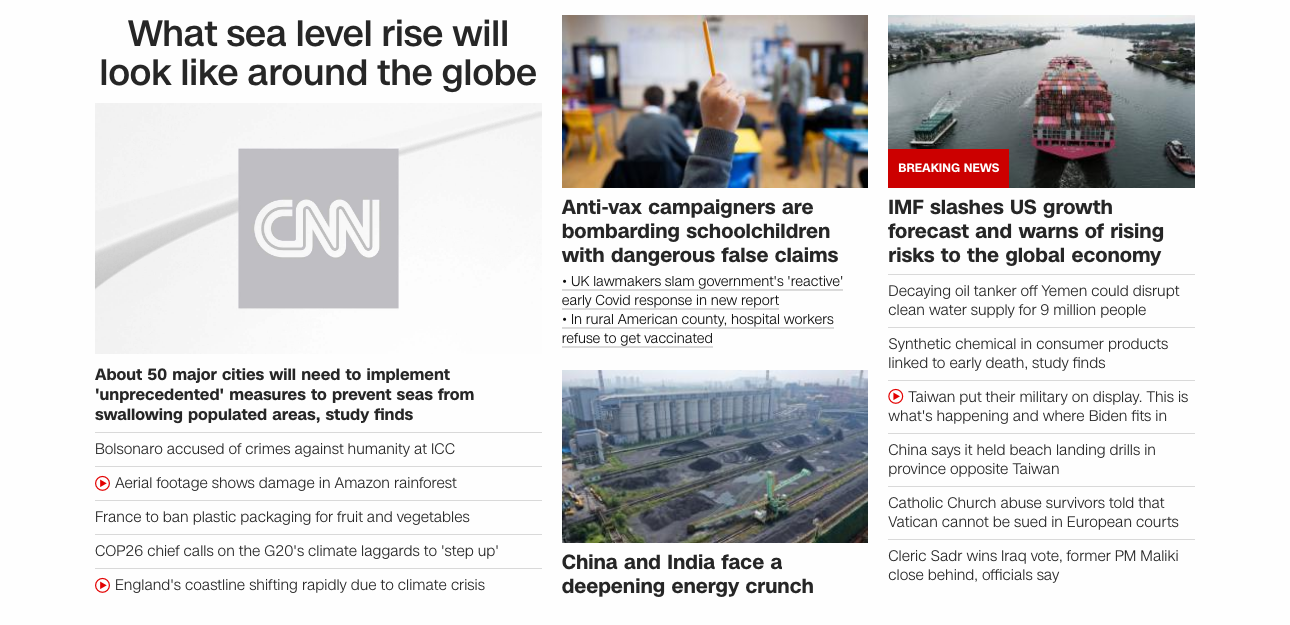 What sea level rise will
look like around the globe
CNN
About 50 major cities will need to implement
'unprecedented' measures to prevent seas from
swallowing populated areas, study finds
Bolsonaro accused of crimes against humanity at ICC
Aerial footage shows damage in Amazon rainforest
France to ban plastic packaging for fruit and vegetables
COP26 chief calls on the G20's climate laggards to 'step up'
England's coastline shifting rapidly due to climate crisis
Anti-vax campaigners are
bombarding schoolchildren
with dangerous false claims
• UK lawmakers slam government's 'reactive'
early Covid response in new report
• In rural American county, hospital workers
refuse to get vaccinated
China and India face a
deepening energy crunch
BREAKING NEWS
IMF slashes US growth
forecast and warns of rising
risks to the global economy
Decaying oil tanker off Yemen could disrupt
clean water supply for 9 million people
Synthetic chemical in consumer products
linked to early death, study finds
Taiwan put their military on display. This is
what's happening and where Biden fits in
China says it held beach landing drills in
province opposite Taiwan
Catholic Church abuse survivors told that
Vatican cannot be sued in European courts
Cleric Sadr wins Iraq vote, former PM Maliki
close behind, officials say